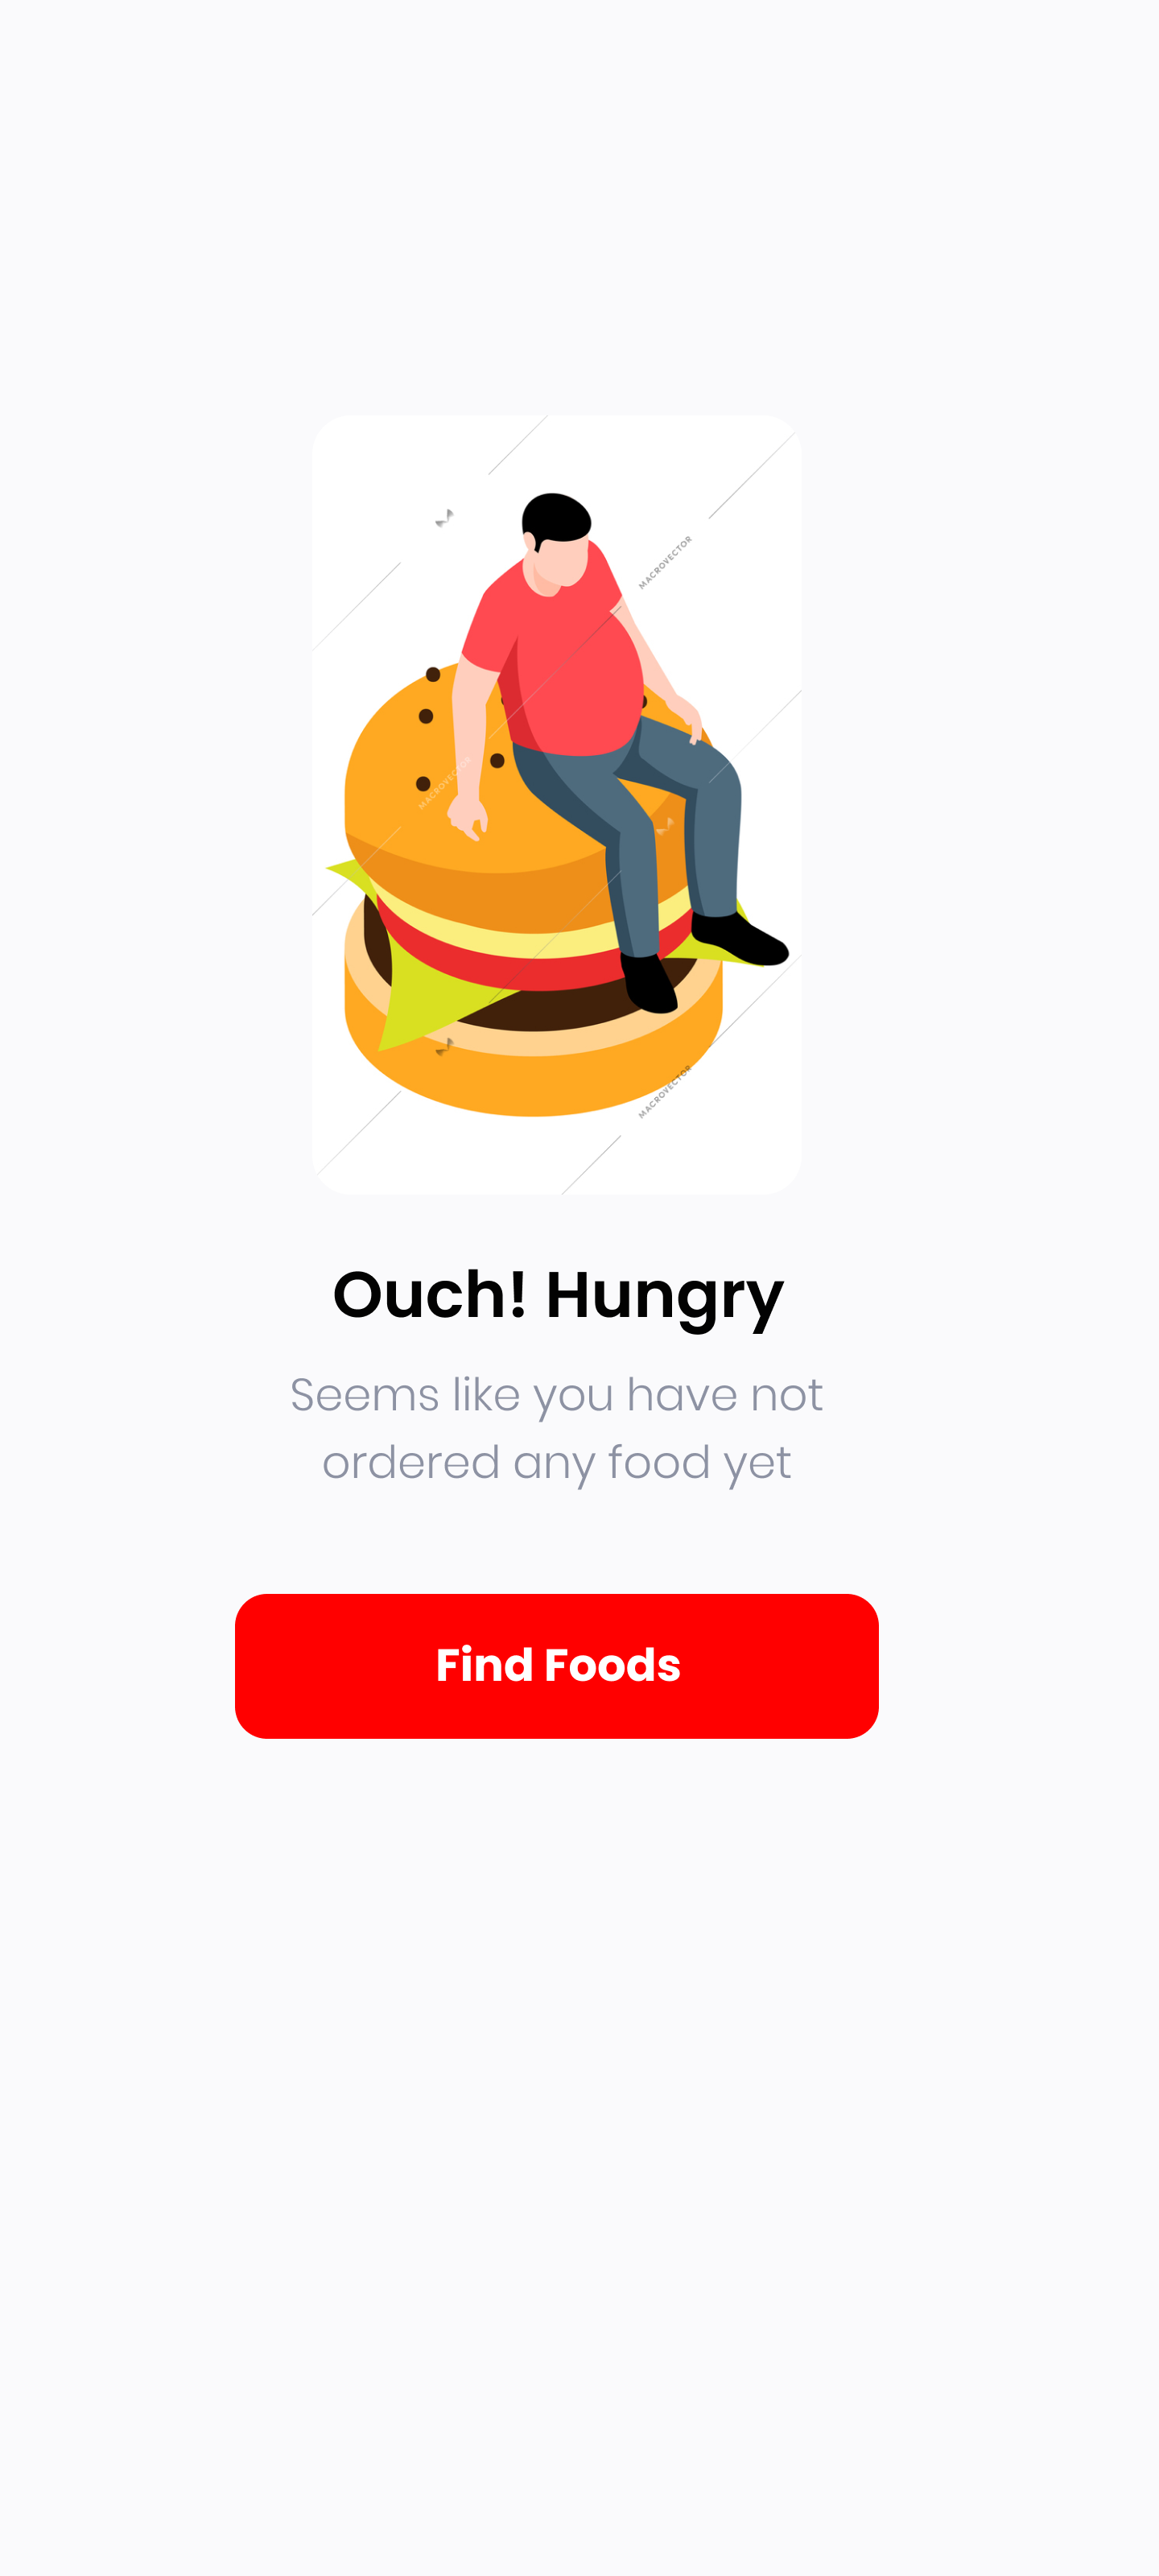 MACROVECTOR
MACROVECTOR
MACROVECTOR
Ouch! Hungry
Seems like you have not
ordered any food yet
Find Foods